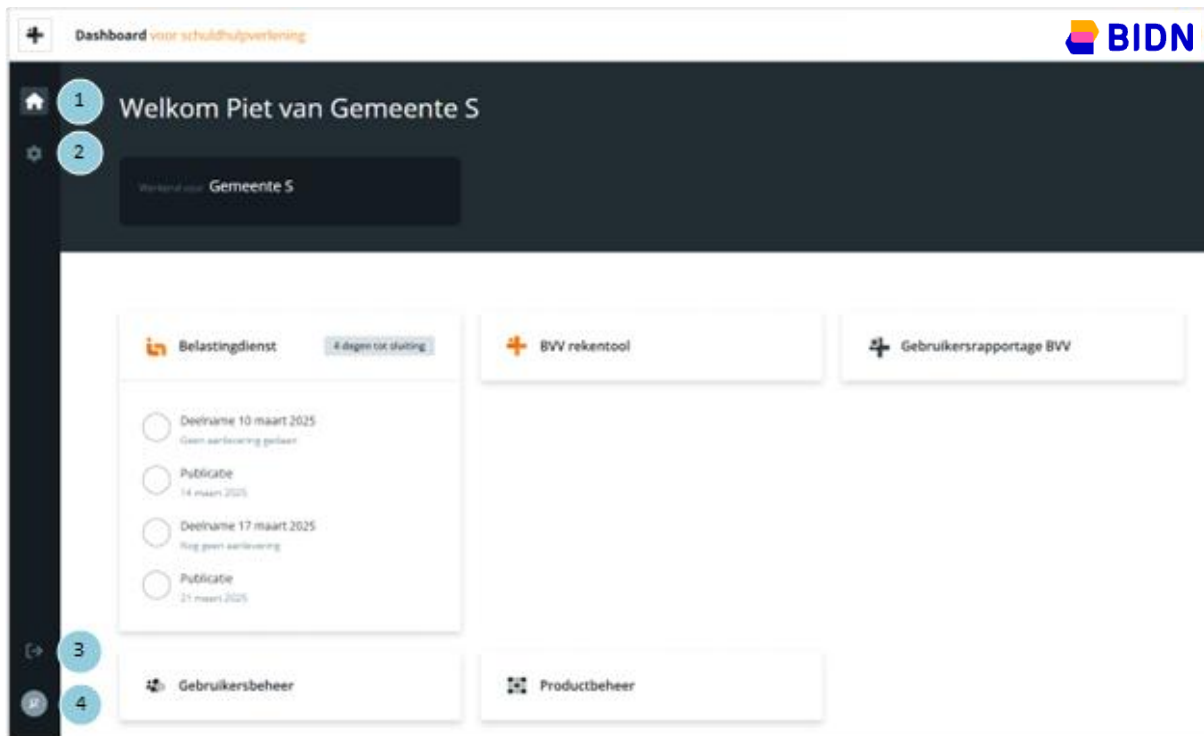 Dashboard voor schuldhulpverlening
BIDN
1
Welkom Piet van Gemeente S
2
Werkend voor Gemeente S
Belastingdienst
4 dagen tot sluiting
BVV rekentool
Gebruikersrapportage BVV
Deelname 10 maart 2025
Geen aanlevering gedaan
Publicatie
14 maart 2025
Deelname 17 maart 2025
Nog geen aanlevering
Publicatie
21 maart 2025
3
Gebruikersbeheer
Productbeheer
4